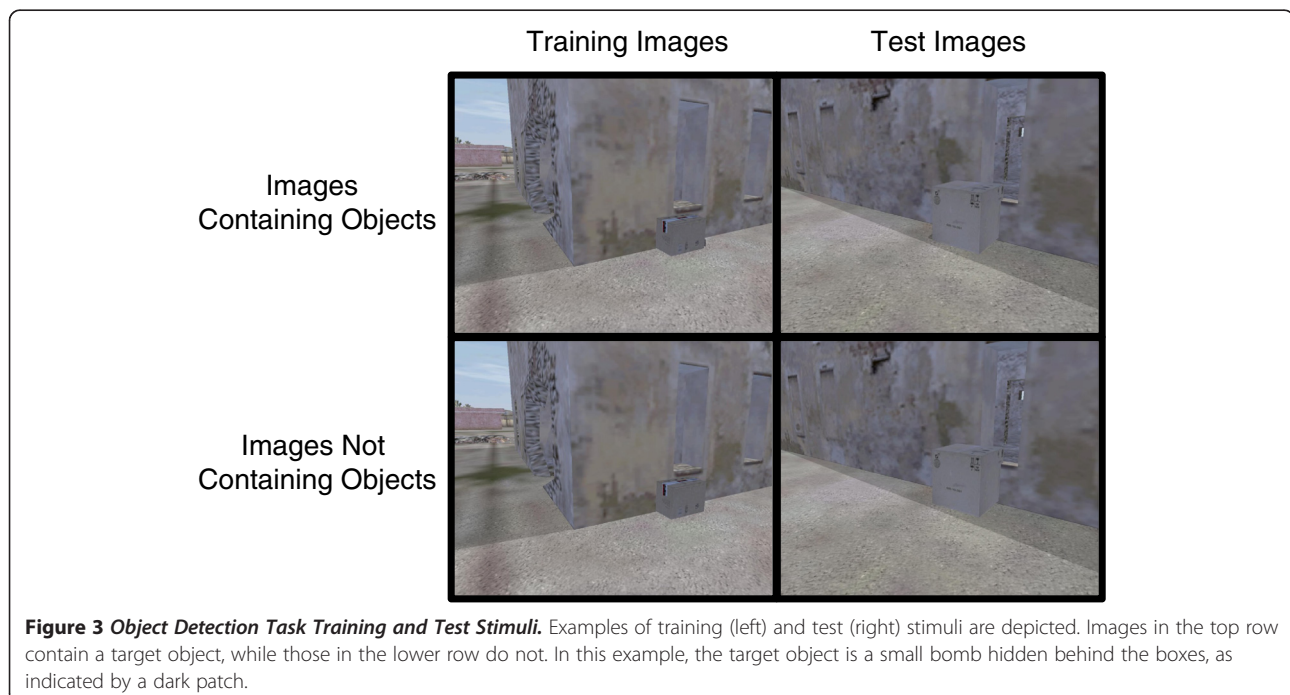 Training Images Test Images
Images
Containing Objects
Images Not
Containing Objects
Figure 3 Object Detection Task Training and Test Stimuli. Examples of training (left) and test (right) stimuli are depicted. Images in the top row
contain a target object, while those in the lower row do not. In this example, the target object is a small bomb hidden behind the boxes, as
indicated by a dark patch.